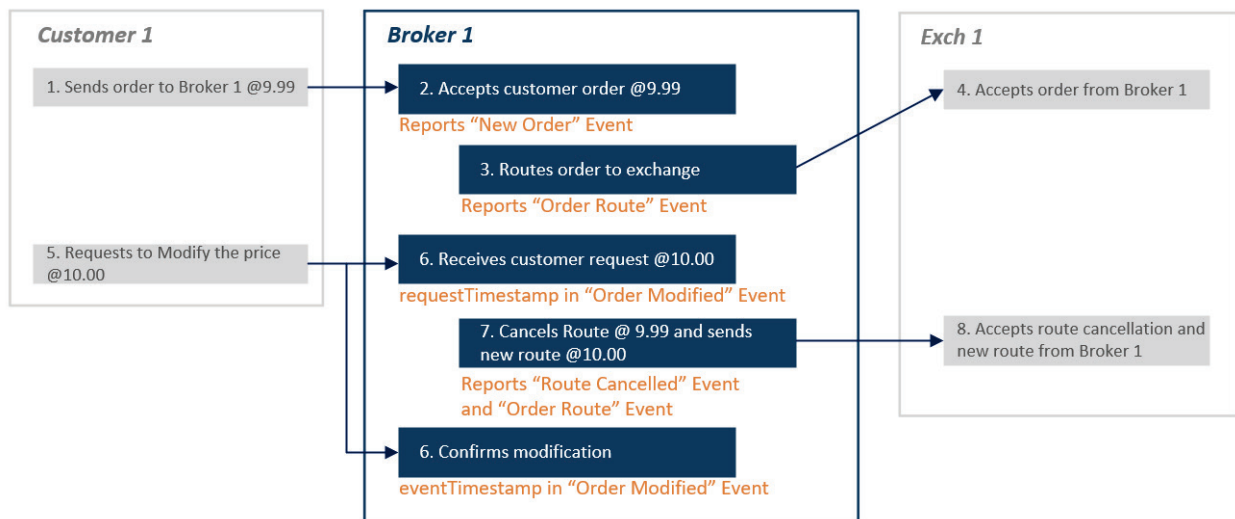 Customer 1
1. Sends order to Broker 1 @9.99
5. Requests to Modify the price
@10.00
Broker 1
2. Accepts customer order @9.99
Reports “New Order” Event
3. Routes order to exchange
Reports “Order Route” Event
6. Receives customer request @10.00
requestTimestamp in “Order Modified” Event
7. Cancels Route @ 9.99 and sends
new route @10.00
Reports “Route Cancelled” Event
and “Order Route” Event
6. Confirms modification
eventTimestamp in “Order Modified” Event
Exch 1
4. Accepts order from Broker 1
8. Accepts route cancellation and
new route from Broker 1